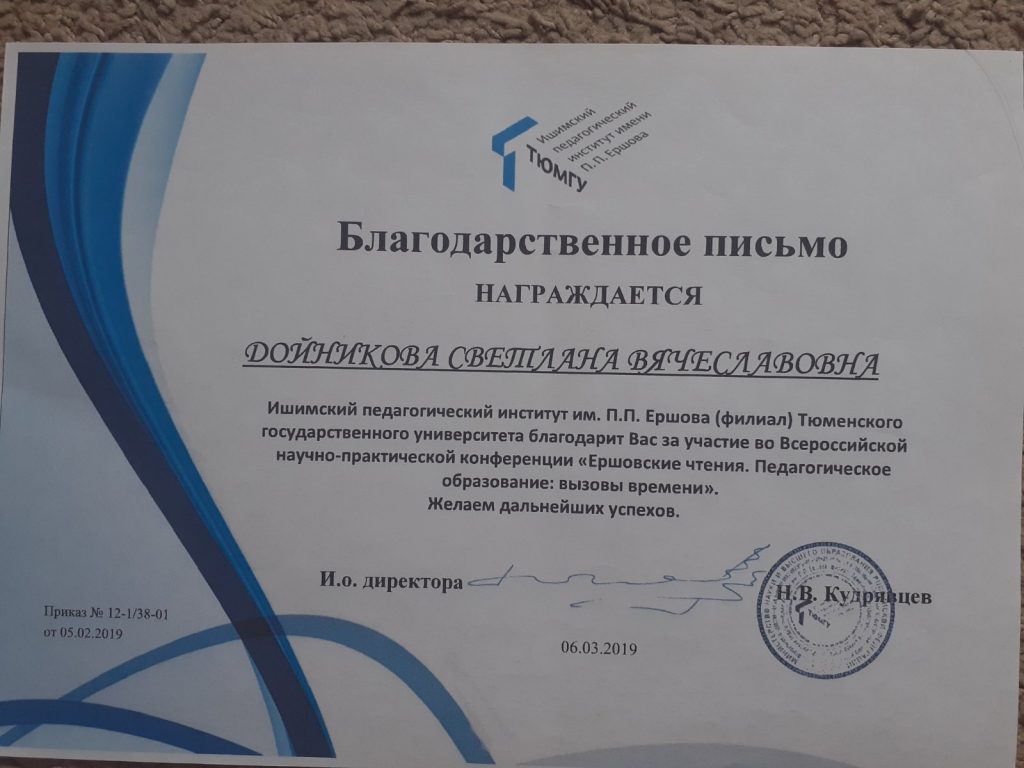 Ишимский
педагогический
институт имени
П. П. Ершова
ТЮМГУ
Благодарственное письмо
НАГРАЖДАЕТСЯ
ДОЙНИКОВА СВЕТЛАНА ВЯЧЕСЛАВОВНА
Ишимский педагогический институт им. П.П. Ершова (филиал) Тюменского
государственного университета благодарит Вас за участие во Всероссийской
научно-практической конференции «Ершовские чтения. Педагогическое
образование: вызовы времени».
Желаем дальнейших успехов.
И.о. директора
Н.В. Кудрявцев
Приказ № 12-1/38-01
от 05.02.2019
06.03.2019
ТЮМГУ